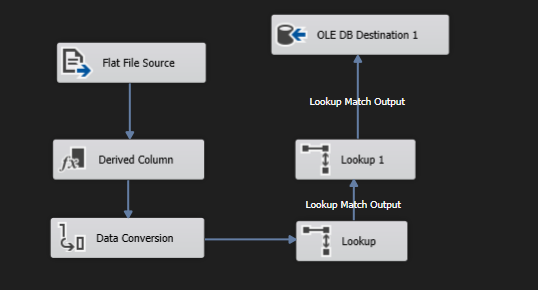 Flat File Source
Derived Column
fx
Data Conversion
Lookup
Lookup Match Output
Lookup 1
Lookup Match Output
OLE DB Destination 1